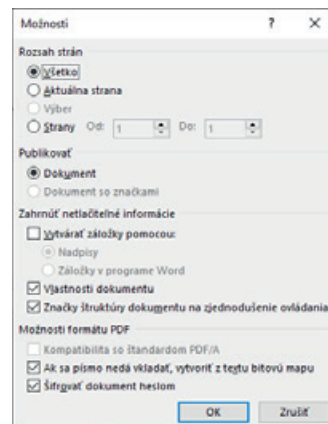 Možnosti ? ×
Rozsah strán
Všetko
Aktuálna strana
Výber
Strany Od: 1 Do: 1
Publikovať
Dokument
Dokument so značkami
Zahrnúť netlačiteľné informácie
Vytvárať záložky pomocou:
Nadpisy
Záložky v programe Word
Vlastnosti dokumentu
Značky štruktúry dokumentu na zjednodušenie ovládania
Možnosti formátu PDF
Kompatibilita so štandardom PDF/A
Ak sa písmo nedá vkladať, vytvoriť z textu bitovú mapu
Šifrovať dokument heslom
OK Zrušiť